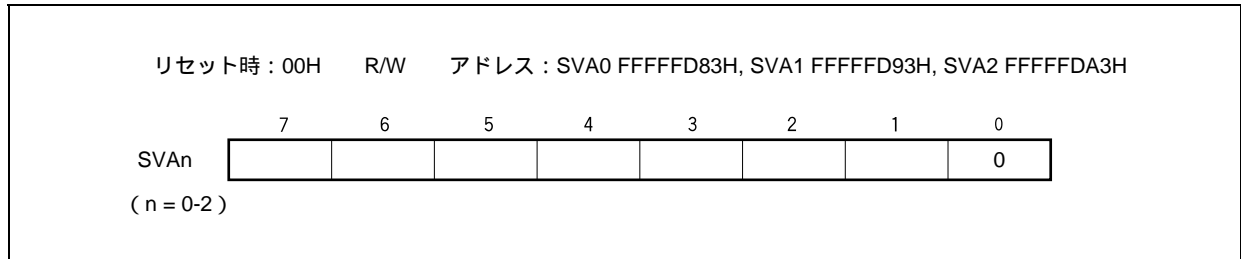 リセット時：00H R/W アドレス：SVA0 FFFFFD83H, SVA1 FFFFFD93H, SVA2 FFFFFDA3H
7 6 5 4 3 2 1 0
SVAn 0
（n = 0-2）